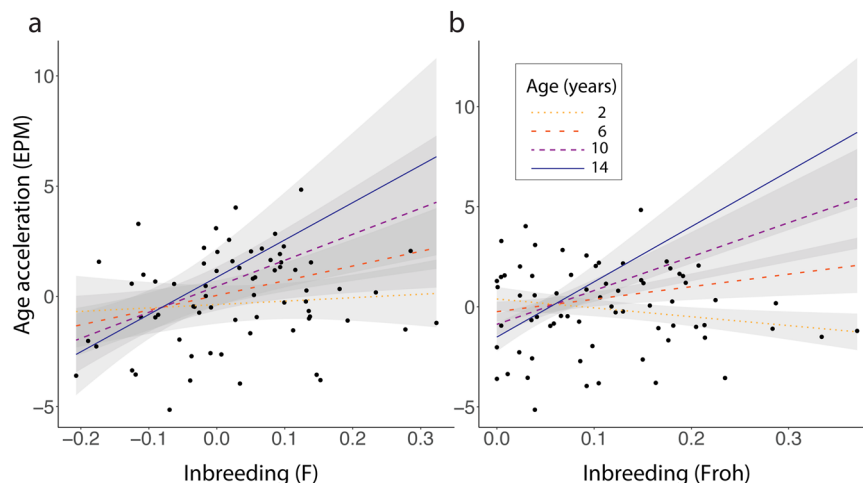 a
b
Age acceleration (EPM)
10
5
0
−5
−0.2 −0.1 0.0 0.1 0.2 0.3
Inbreeding (F)
Age (years)
2
6
10
14
10
5
0
−5
0.0 0.1 0.2 0.3
Inbreeding (Froh)